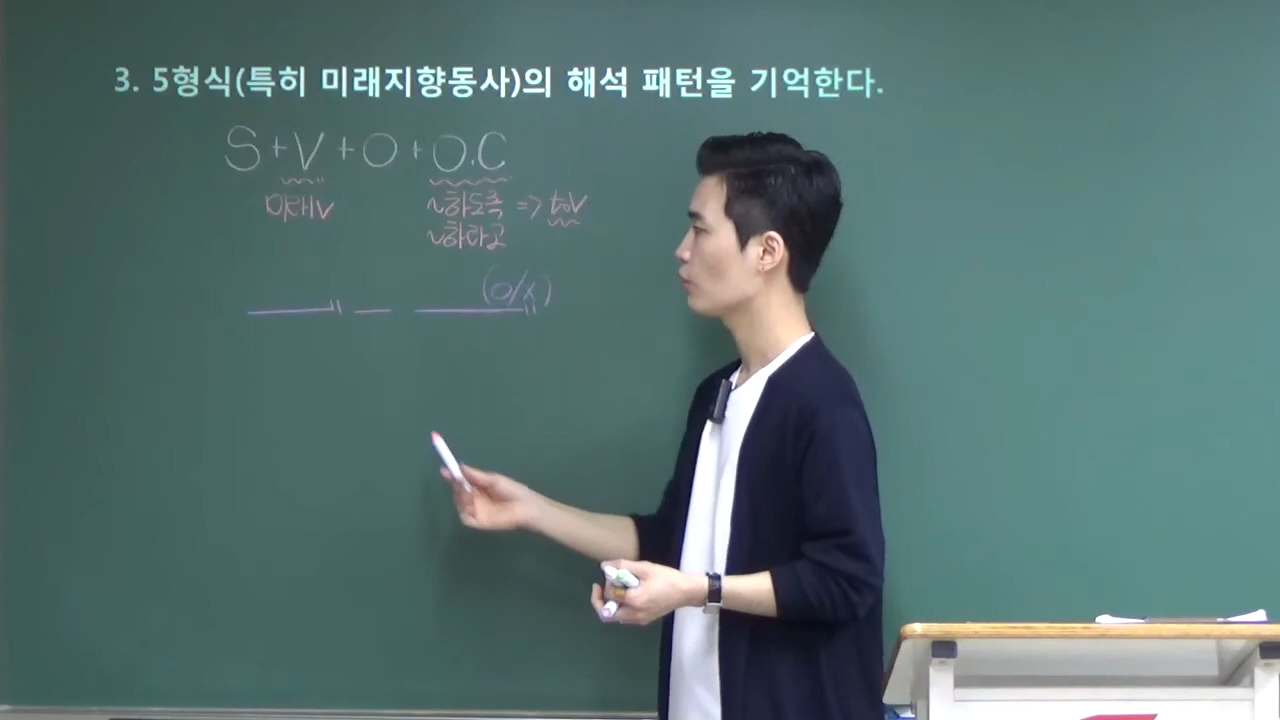 3. 5형식(특히 미래지향동사)의 해석 패턴을 기억한다.
S+V+O+O.C
미래V ~하도록 => toV
~하라고
(O/X)